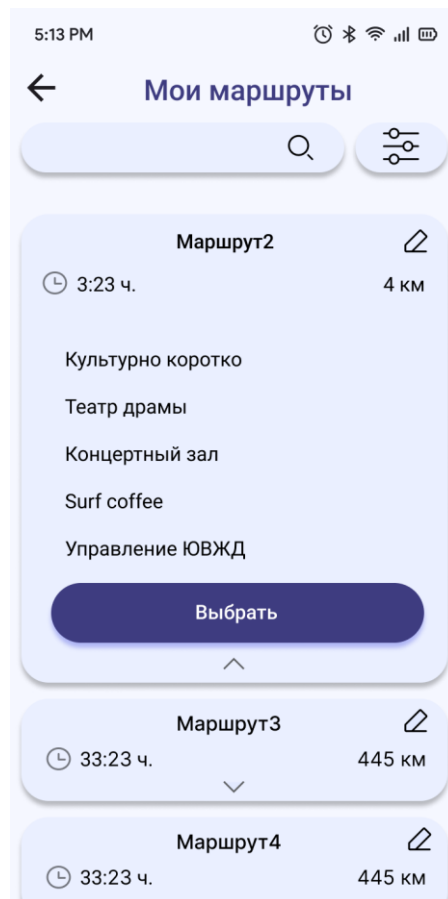 5:13 PM
Мои маршруты
Маршрут2
3:23 ч. 4 км
Культурно коротко
Театр драмы
Концертный зал
Surf coffee
Управление ЮВЖД
Выбрать
Маршрут3
33:23 ч. 445 км
Маршрут4
33:23 ч. 445 км